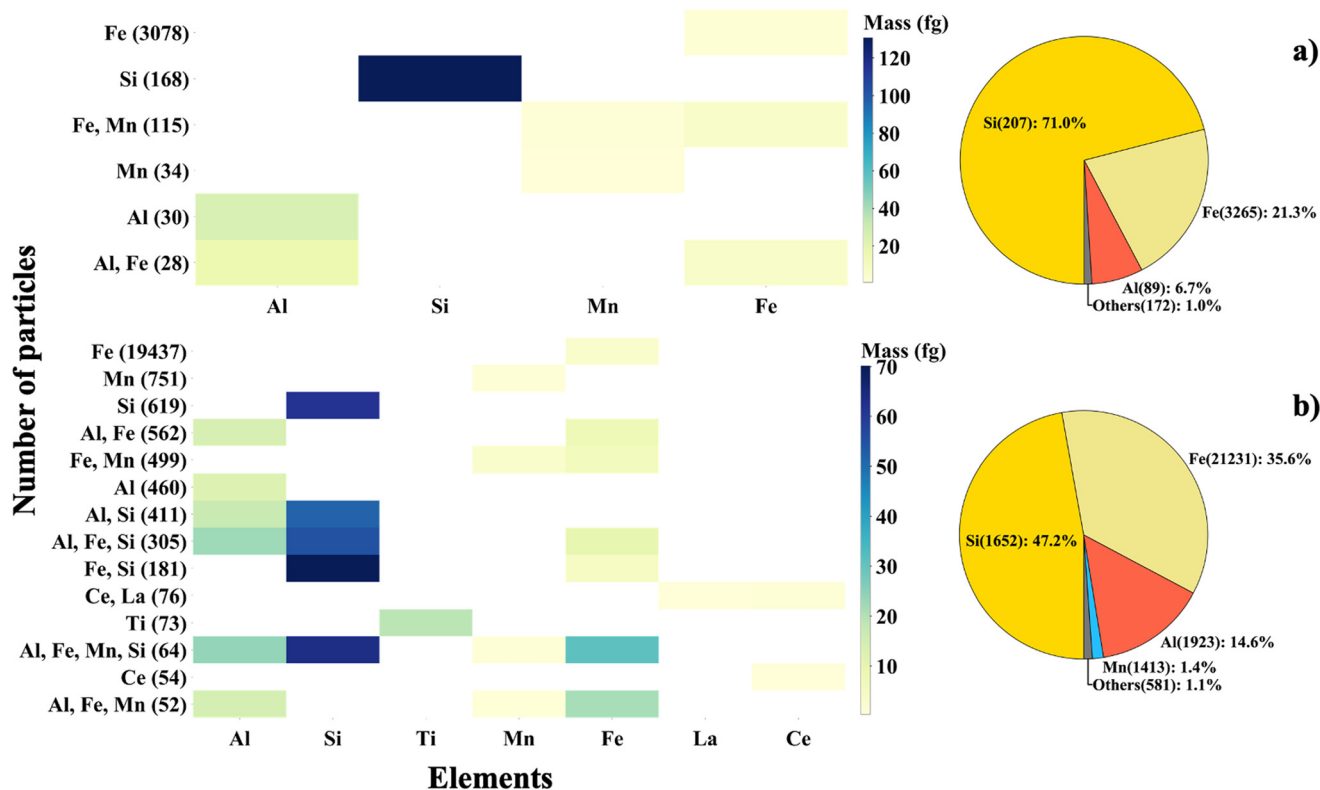 Number of particles
Fe (3078)
Si (168)
Fe, Mn (115)
Mn (34)
Al (30)
Al, Fe (28)
Al
Si
Mn
Fe
Mass (fg)
120
100
80
60
40
20
a)
Si(207): 71.0%
Fe(3265): 21.3%
Al(89): 6.7%
Others(172): 1.0%
Fe (19437)
Mn (751)
Si (619)
Al, Fe (562)
Fe, Mn (499)
Al (460)
Al, Si (411)
Al, Fe, Si (305)
Fe, Si (181)
Ce, La (76)
Ti (73)
Al, Fe, Mn, Si (64)
Ce (54)
Al, Fe, Mn (52)
Al
Si
Ti
Mn
Fe
La
Ce
Elements
Mass (fg)
70
60
50
40
30
20
10
b)
Si(1652): 47.2%
Fe(21231): 35.6%
Al(1923): 14.6%
Mn(1413): 1.4%
Others(581): 1.1%